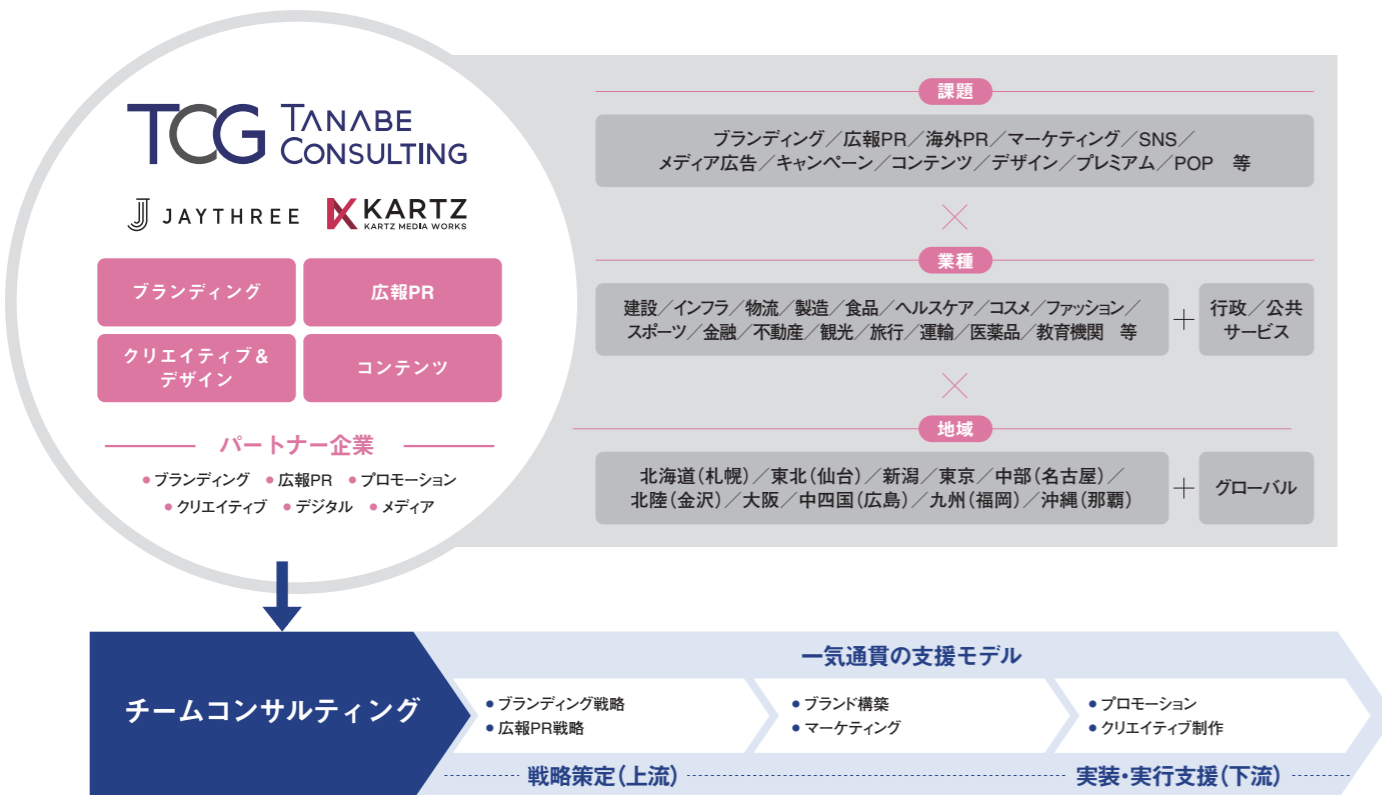 TCG TANABE
CONSULTING
JAYTHREE
KARTZ
KARTZ MEDIA WORKS
ブランディング
広報PR
クリエイティブ&
デザイン
コンテンツ
パートナー企業
●ブランディング ●広報PR ●プロモーション
●クリエイティブ ●デジタル ●メディア
課題
ブランディング/広報PR/海外PR/マーケティング/SNS/
メディア広告/キャンペーン/コンテンツ/デザイン/プレミアム/POP 等
×
業種
建設/インフラ/物流/製造/食品/ヘルスケア/コスメ/ファッション/
スポーツ/金融/不動産/観光/旅行/運輸/医薬品/教育機関 等
+
行政/公共
サービス
×
地域
北海道(札幌)/東北(仙台)/新潟/東京/中部(名古屋)/
北陸(金沢)/大阪/中四国(広島)/九州(福岡)/沖縄(那覇)
+
グローバル
チームコンサルティング
一気通貫の支援モデル
●ブランディング戦略
●広報PR戦略
●ブランド構築
●マーケティング
●プロモーション
●クリエイティブ制作
戦略策定(上流)
実装・実行支援(下流)